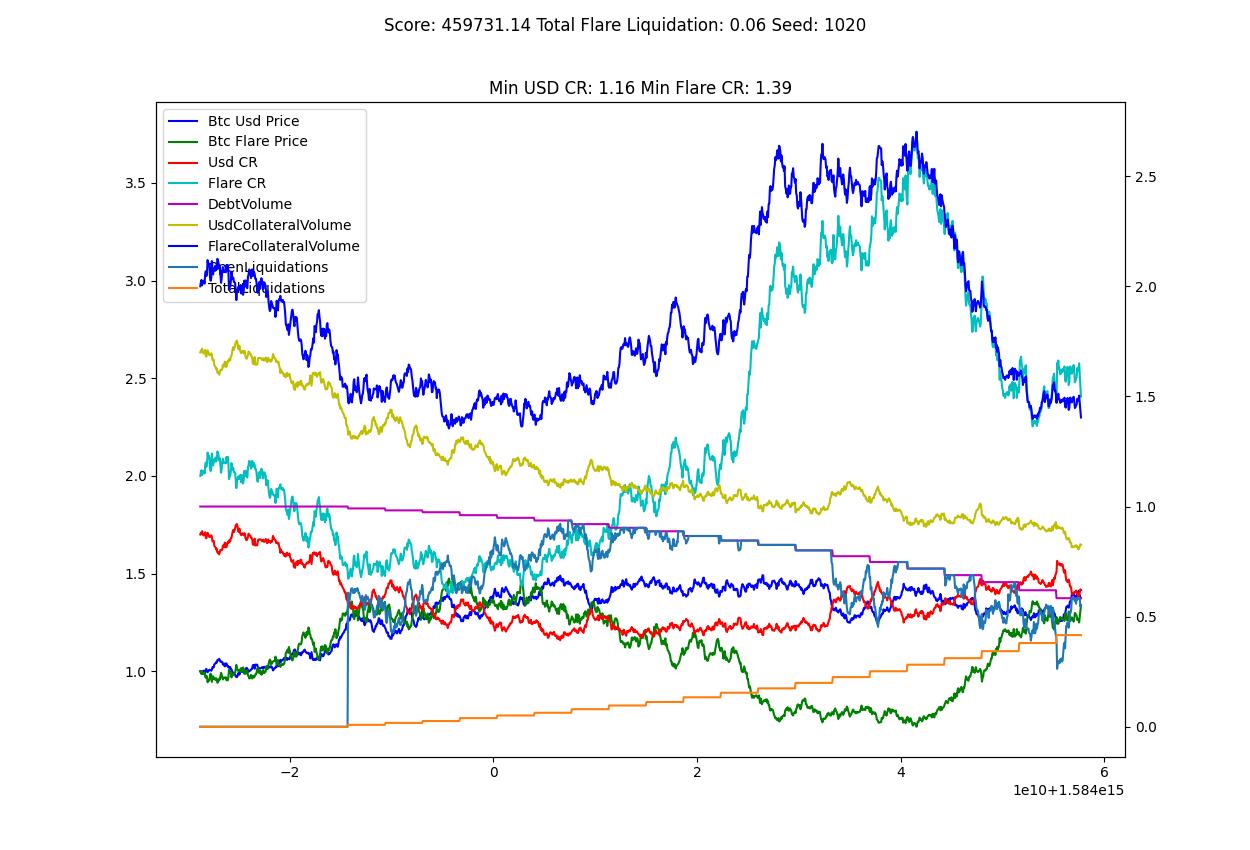 Score: 459731.14 Total Flare Liquidation: 0.06 Seed: 1020
Min USD CR: 1.16 Min Flare CR: 1.39
Btc Usd Price
Btc Flare Price
Usd CR
Flare CR
DebtVolume
UsdCollateralVolume
FlareCollateralVolume
OpenLiquidations
TotalLiquidations
3.5
3.0
2.5
2.0
1.5
1.0
2.5
2.0
1.5
1.0
0.5
0.0
−2
0
2
4
6
1e10+1.584e15